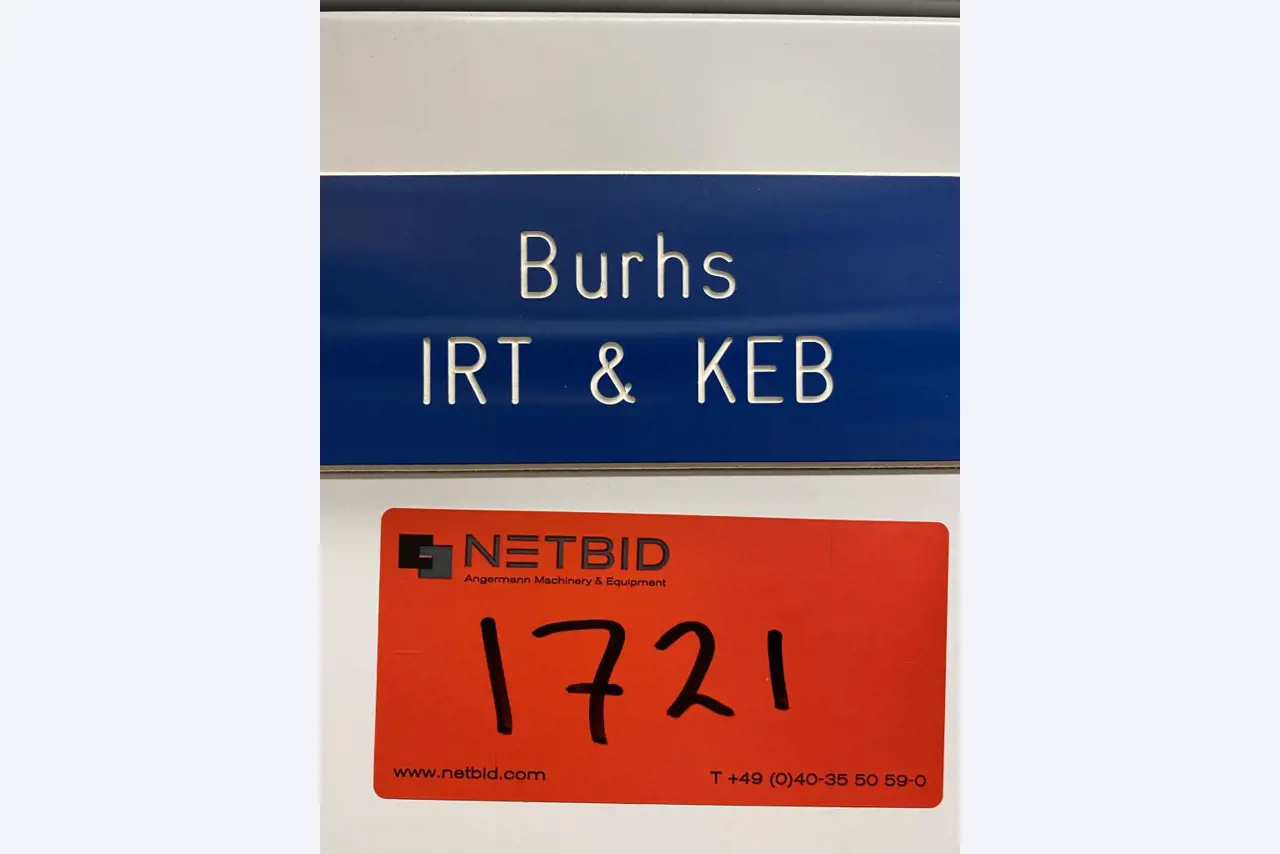 Burhs
IRT & KEB
NETBID
Angermann Machinery & Equipment
1721
www.netbid.com
T +49 (0)40-35 50 59-0